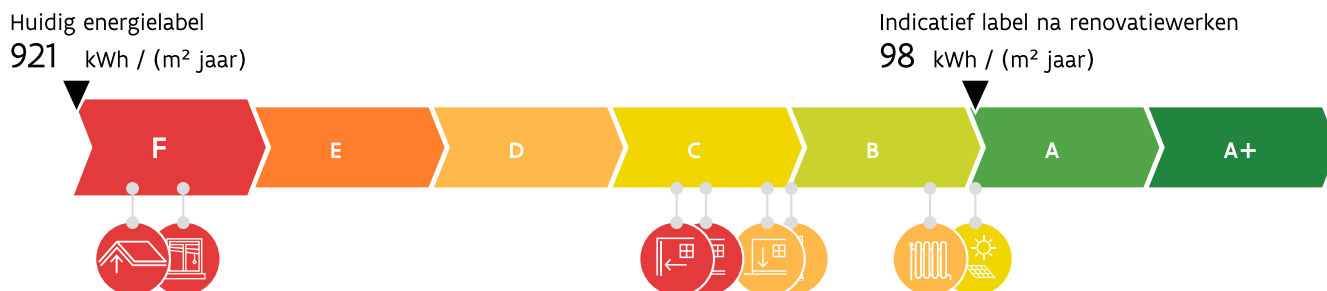 Huidig energielabel
921 kWh / (m² jaar)
Indicatief label na renovatiewerken
98 kWh / (m² jaar)
F E D C B A A+